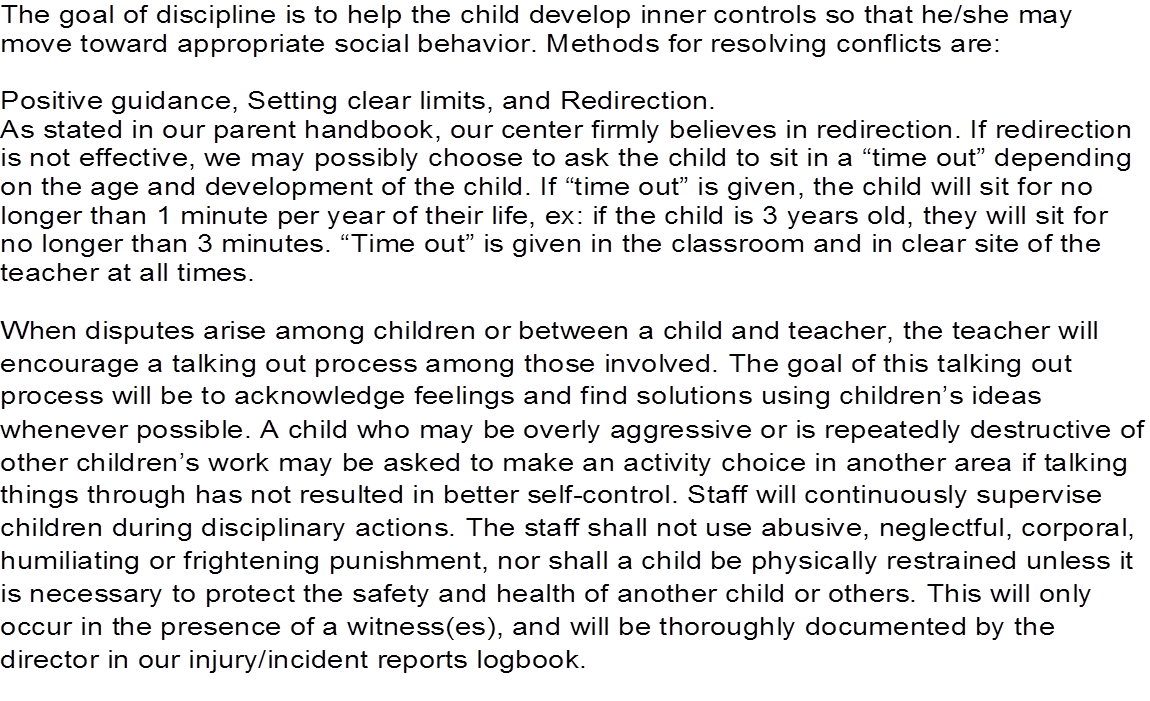 The goal of discipline is to help the child develop inner controls so that he/she may
move toward appropriate social behavior. Methods for resolving conflicts are:
Positive guidance, Setting clear limits, and Redirection.
As stated in our parent handbook, our center firmly believes in redirection. If redirection
is not effective, we may possibly choose to ask the child to sit in a “time out” depending
on the age and development of the child. If “time out” is given, the child will sit for no
longer than 1 minute per year of their life, ex: if the child is 3 years old, they will sit for
no longer than 3 minutes. “Time out” is given in the classroom and in clear site of the
teacher at all times.
When disputes arise among children or between a child and teacher, the teacher will
encourage a talking out process among those involved. The goal of this talking out
process will be to acknowledge feelings and find solutions using children’s ideas
whenever possible. A child who may be overly aggressive or is repeatedly destructive of
other children’s work may be asked to make an activity choice in another area if talking
things through has not resulted in better self-control. Staff will continuously supervise
children during disciplinary actions. The staff shall not use abusive, neglectful, corporal,
humiliating or frightening punishment, nor shall a child be physically restrained unless it
is necessary to protect the safety and health of another child or others. This will only
occur in the presence of a witness(es), and will be thoroughly documented by the
director in our injury/incident reports logbook.